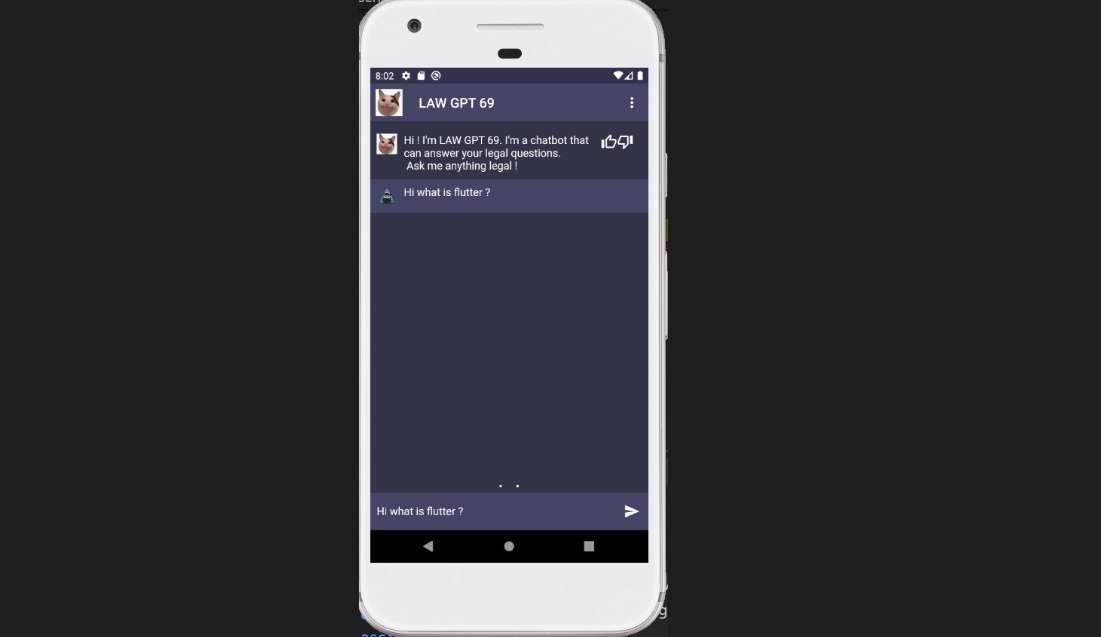 8:02
LAW GPT 69
Hi ! I'm LAW GPT 69. I'm a chatbot that
can answer your legal questions.
Ask me anything legal !
Hi what is flutter ?
Hi what is flutter ?
g